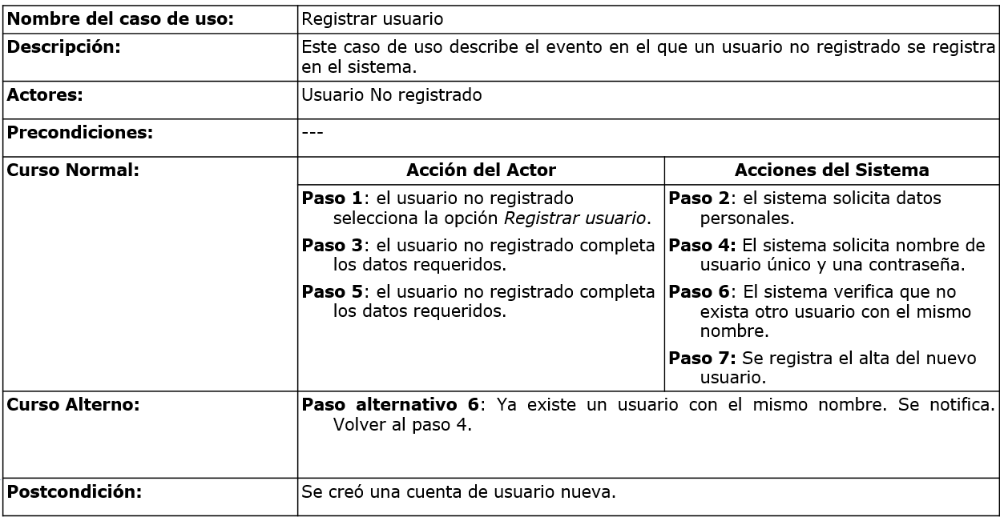 Nombre del caso de uso: Registrar usuario
Descripción: Este caso de uso describe el evento en el que un usuario no registrado se registra
en el sistema.
Actores: Usuario No registrado
Precondiciones: ---
Curso Normal: Acción del Actor Acciones del Sistema
Paso 1: el usuario no registrado
selecciona la opción Registrar usuario.
Paso 3: el usuario no registrado completa
los datos requeridos.
Paso 5: el usuario no registrado completa
los datos requeridos.
Paso 2: el sistema solicita datos
personales.
Paso 4: El sistema solicita nombre de
usuario único y una contraseña.
Paso 6: El sistema verifica que no
exista otro usuario con el mismo
nombre.
Paso 7: Se registra el alta del nuevo
usuario.
Curso Alterno: Paso alternativo 6: Ya existe un usuario con el mismo nombre. Se notifica.
Volver al paso 4.
Postcondición: Se creó una cuenta de usuario nueva.